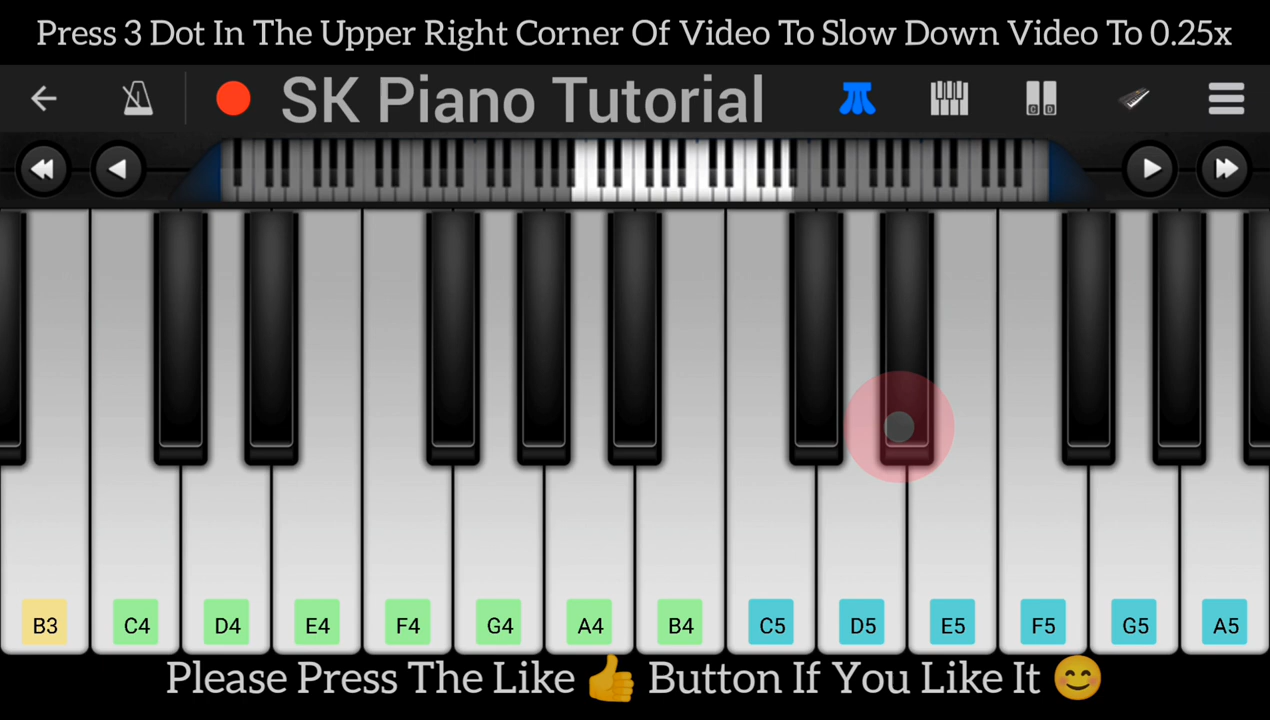 Press 3 Dot In The Upper Right Corner Of Video To Slow Down Video To 0.25x
SK Piano Tutorial
C D
B3 C4 D4 E4 F4 G4 A4 B4 C5 D5 E5 F5 G5 A5
Please Press The Like 👍 Button If You Like It 😊